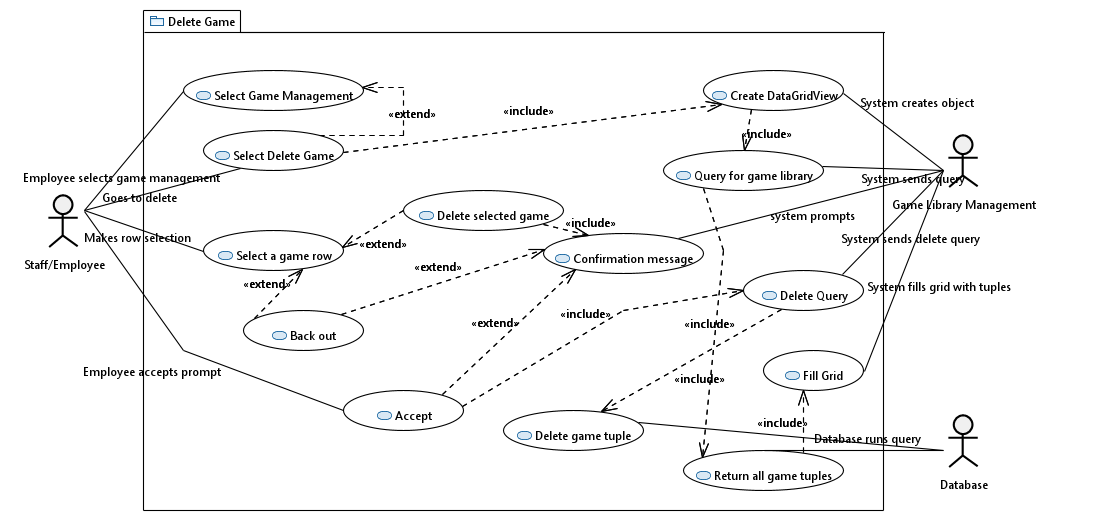 Delete Game
Select Game Management
«extend»
«include»
Create DataGridView
System creates object
«include»
Select Delete Game
Query for game library
Employee selects game management
System sends query
Goes to delete
Game Library Management
Delete selected game
system prompts
«include»
Makes row selection
«extend»
System sends delete query
Select a game row
Confirmation message
Staff/Employee
«extend»
«extend»
System fills grid with tuples
Delete Query
«include»
«extend»
«include»
Back out
Employee accepts prompt
«include»
Fill Grid
Accept
«include»
Delete game tuple
Database runs query
Return all game tuples
Database